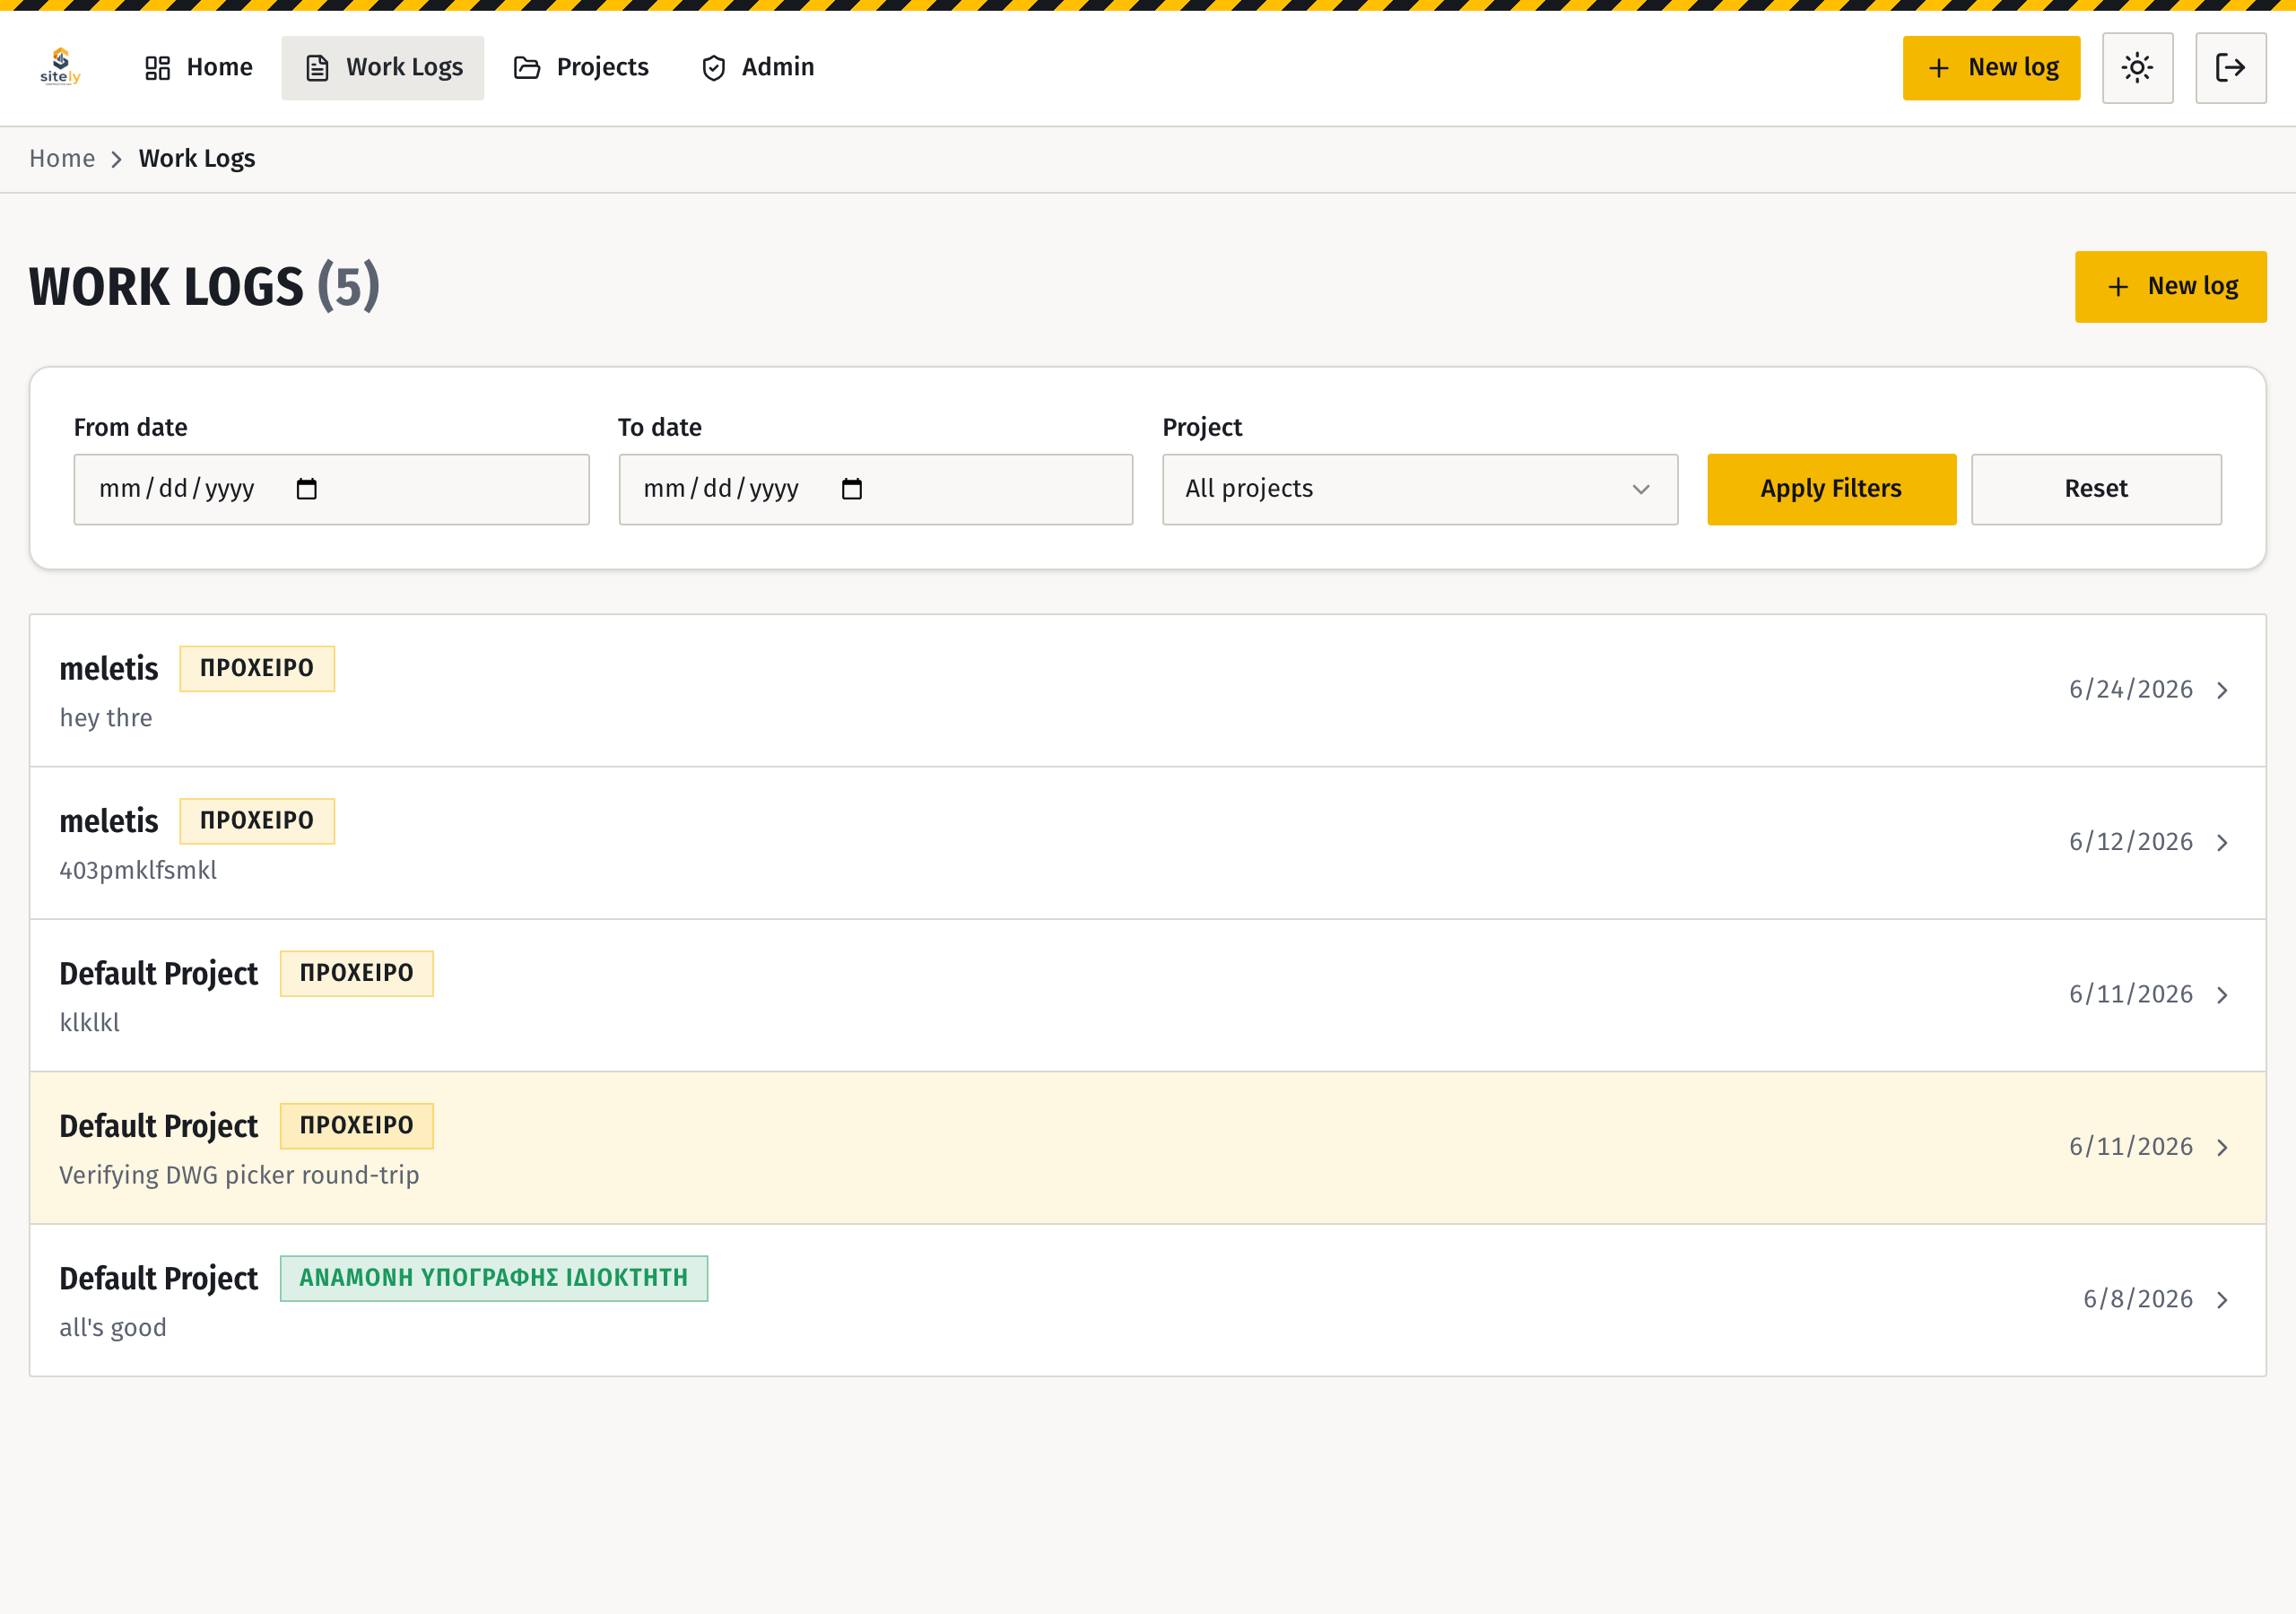 sitely
Home
Work Logs
Projects
Admin
New log
Home > Work Logs
WORK LOGS (5)
New log
From date
To date
Project
mm/dd/yyyy
mm/dd/yyyy
All projects
Apply Filters
Reset
meletis ΠΡΟΧΕΙΡΟ
hey thre
6/24/2026
meletis ΠΡΟΧΕΙΡΟ
403pmklfsmkl
6/12/2026
Default Project ΠΡΟΧΕΙΡΟ
klklkl
6/11/2026
Default Project ΠΡΟΧΕΙΡΟ
Verifying DWG picker round-trip
6/11/2026
Default Project ΑΝΑΜΟΝΗ ΥΠΟΓΡΑΦΗΣ ΙΔΙΟΚΤΗΤΗ
all's good
6/8/2026